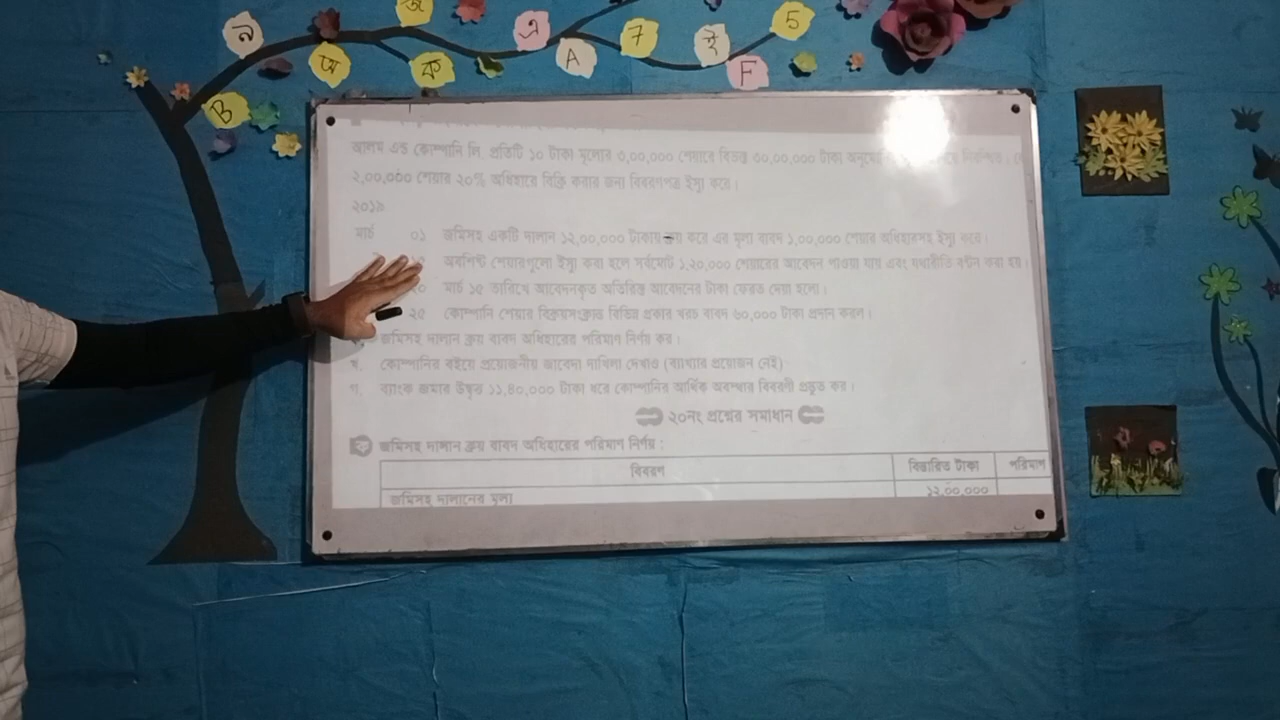 ন জ এ 7 ই 5
B অ ক A F
আলম এন্ড কোম্পানি লি. প্রতিটি ১০ টাকা মূল্যের ৩,০০,০০০ শেয়ারে বিভক্ত ৩০,০০,০০০ টাকা
২,০০,০০০ শেয়ার ২০% অধিহারে বিক্রি করার জন্য বিবরণপত্র ইস্যু করে।
২০১৯
মার্চ ০১ জমিসহ একটি দালান ১২,০০,০০০ টাকায় ক্রয় করে এর মূল্য বাবদ ১,০০,০০০ শেয়ার অধিহারসহ ইস্যু করে।
অবশিষ্ট শেয়ারগুলো ইস্যু করা হলে সর্বমোট ১,২০,০০০ শেয়ারের আবেদন পাওয়া যায় এবং যথারীতি বণ্টন করা হয়।
মার্চ ১৫ তারিখে আবেদনকৃত অতিরিক্ত আবেদনের টাকা ফেরত দেয়া হলো।
২৫ কোম্পানি শেয়ার বিক্রয়সংক্রান্ত বিভিন্ন প্রকার খরচ বাবদ ৬০,০০০ টাকা প্রদান করল।
জমিসহ দালান ক্রয় বাবদ অধিহারের পরিমাণ নির্ণয় কর।
খ. কোম্পানির বইয়ে প্রয়োজনীয় জাবেদা দাখিলা দেখাও (ব্যাখ্যার প্রয়োজন নেই)
গ. ব্যাংক জমার উদ্বৃত্ত ১১,৪০,০০০ টাকা ধরে কোম্পানির আর্থিক অবস্থার বিবরণী প্রস্তুত কর।
২০নং প্রশ্নের সমাধান
ক জমিসহ দালান ক্রয় বাবদ অধিহারের পরিমাণ নির্ণয় :
বিবরণ বিস্তারিত টাকা পরিমাণ
জমিসহ দালানের মূল্য ১২,০০,০০০